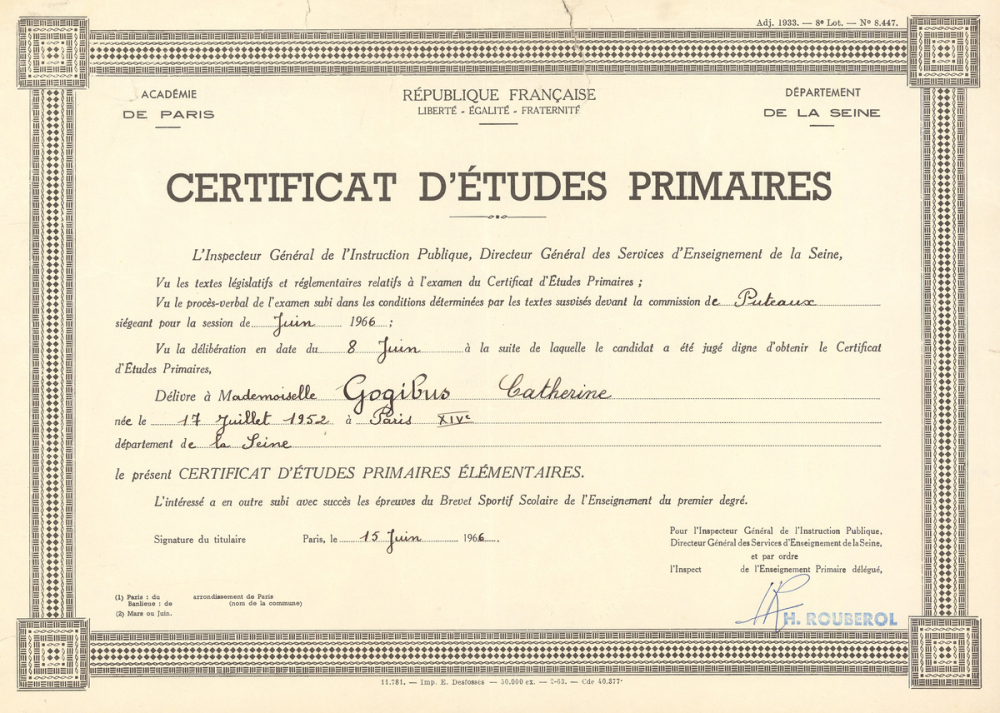 Adj. 1933. — 8e Lot. — No 8.447.
ACADÉMIE
DE PARIS
RÉPUBLIQUE FRANÇAISE
LIBERTÉ - ÉGALITÉ - FRATERNITÉ
DÉPARTEMENT
DE LA SEINE
CERTIFICAT D'ÉTUDES PRIMAIRES
L'Inspecteur Général de l'Instruction Publique, Directeur Général des Services d'Enseignement de la Seine,
Vu les textes législatifs et réglementaires relatifs à l'examen du Certificat d'Études Primaires ;
Vu le procès-verbal de l'examen subi dans les conditions déterminées par les textes susvisés devant la commission de Puteaux
siégeant pour la session de Juin 1966 ;
Vu la délibération en date du 8 Juin à la suite de laquelle le candidat a été jugé digne d'obtenir le Certificat
d'Études Primaires,
Délivre à Mademoiselle Gogibus Catherine
née le 17 Juillet 1952 à Paris XIVe
département de la Seine
le présent CERTIFICAT D'ÉTUDES PRIMAIRES ÉLÉMENTAIRES.
L'intéressé a en outre subi avec succès les épreuves du Brevet Sportif Scolaire de l'Enseignement du premier degré.
Signature du titulaire
Paris, le 15 Juin 1966.
Pour l'Inspecteur Général de l'Instruction Publique,
Directeur Général des Services d'Enseignement de la Seine,
et par ordre
l'Inspect de l'Enseignement Primaire délégué,
H. ROUBEROL
(1) Paris : du arrondissement de Paris
Banlieue : de (nom de la commune)
(2) Mars ou Juin.
11.781. — Imp. E. Desfosses — 50.000 ex. — Cde 40.877